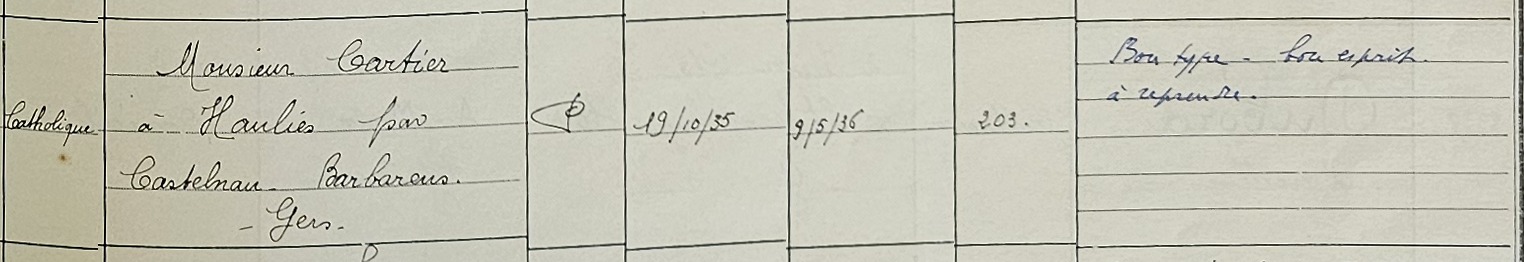 Catholique
Monsieur Cartier
à Hauliès par
Castelnau - Barbarens.
- Gers -
19/10/35
9/5/36
203.
Bon type - bon esprit.
à reprendre.